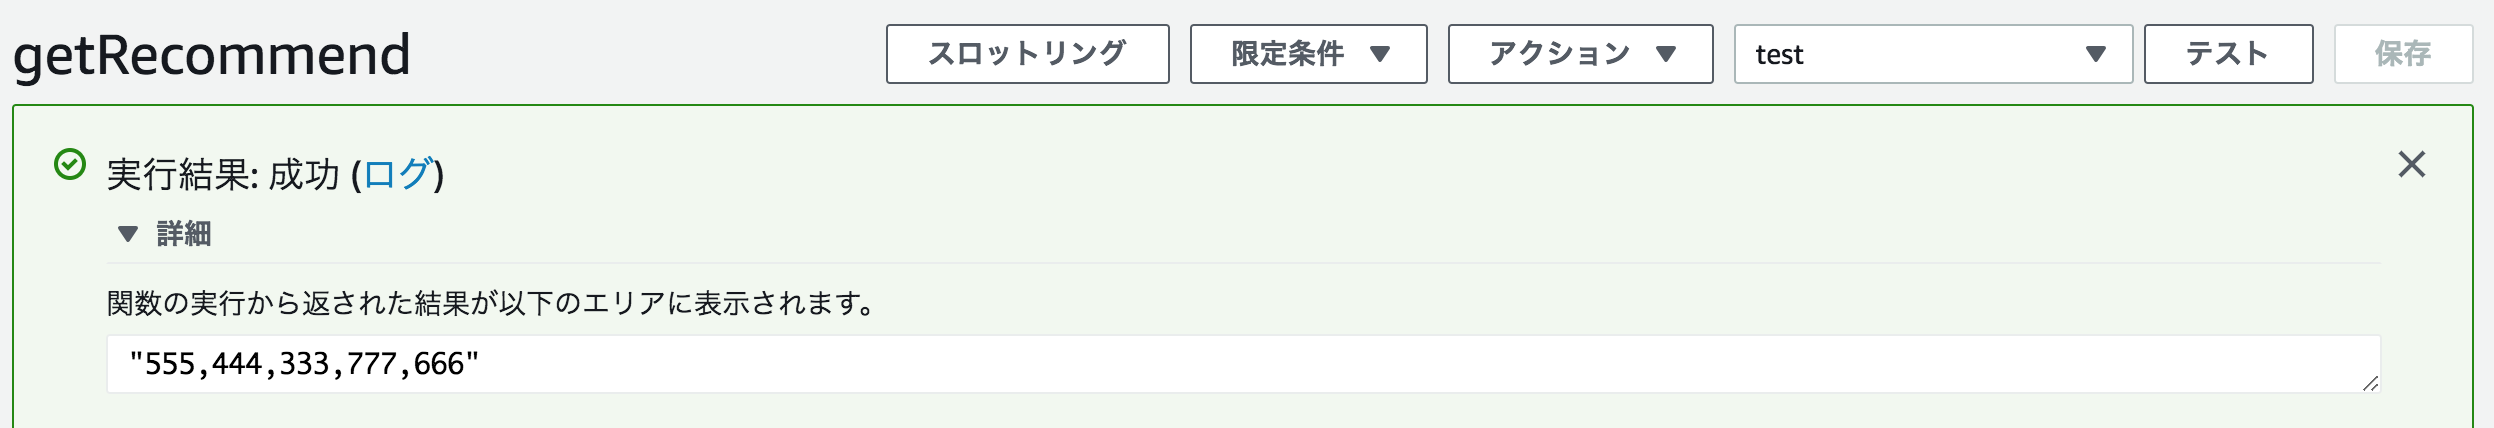 getRecommend
スロットリング 限定条件 ▼ アクション ▼ test ▼ テスト 保存
実行結果: 成功 (ログ)
▼ 詳細
関数の実行から返された結果が以下のエリアに表示されます。
"555,444,333,777,666"